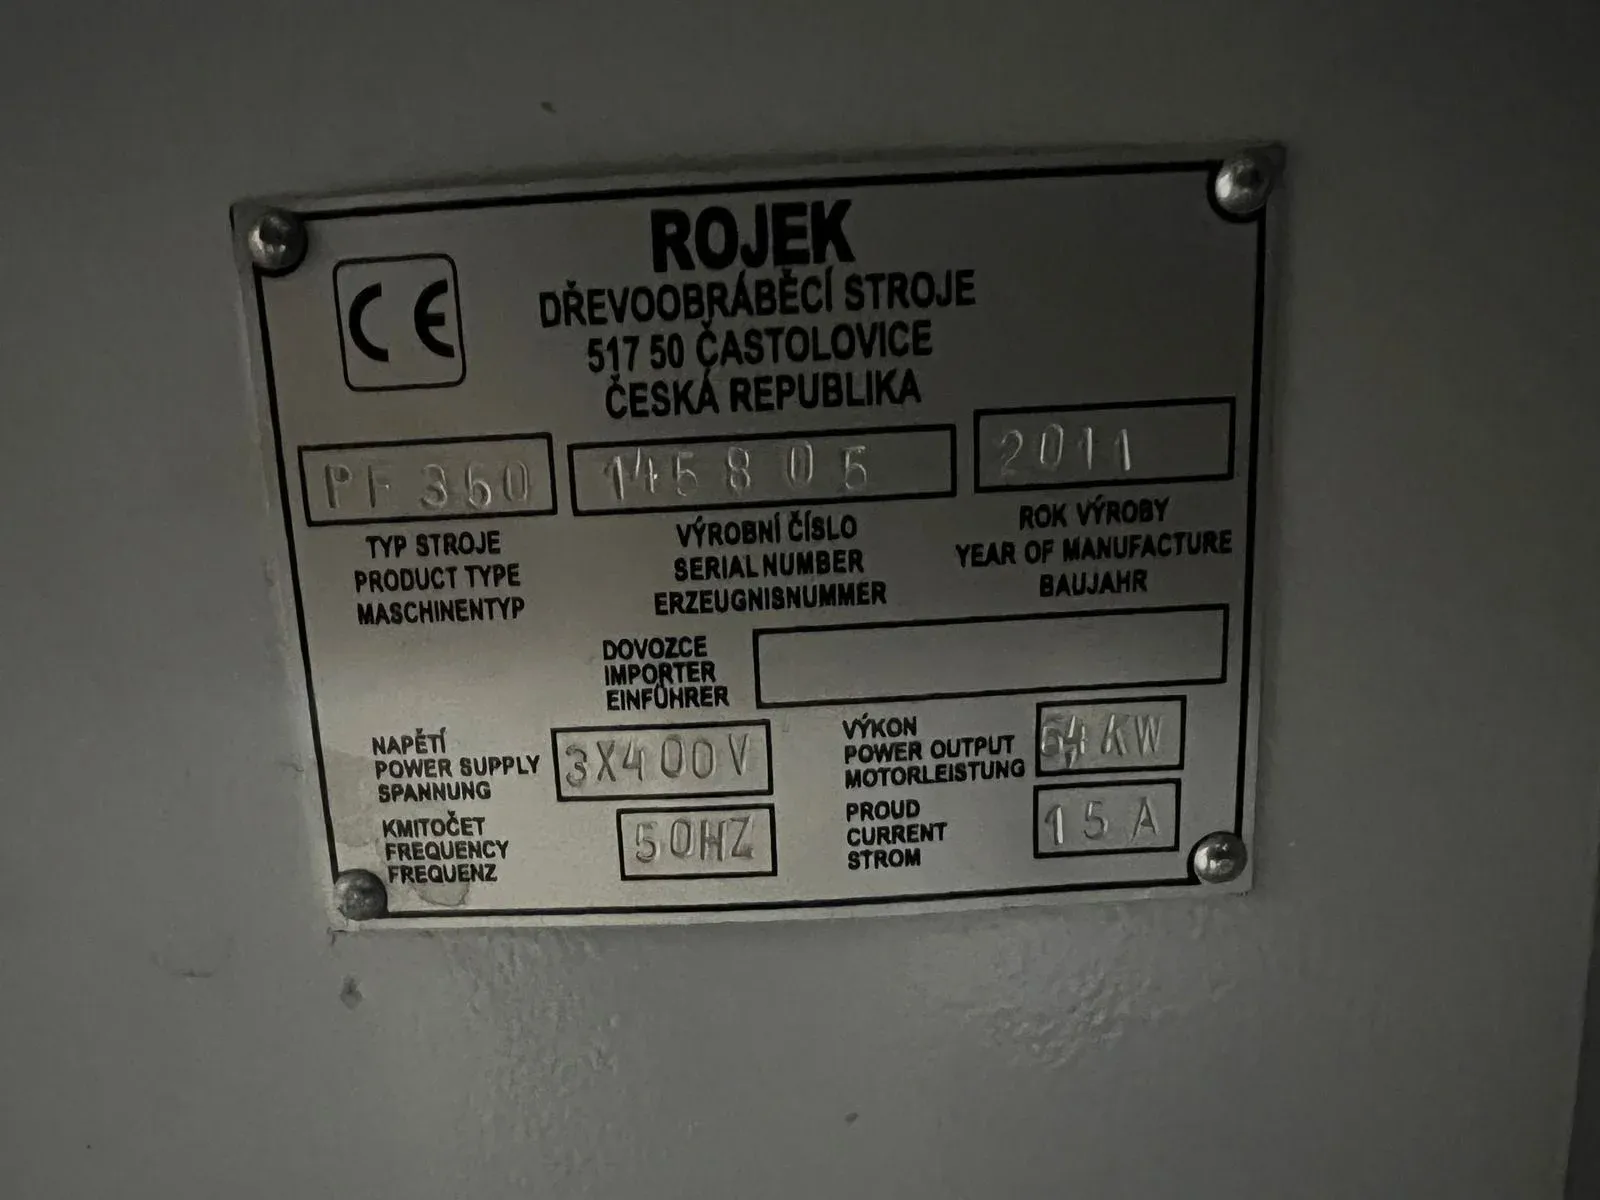 ROJEK
DŘEVOOBRÁBĚCÍ STROJE
517 50 ČASTOLOVICE
ČESKÁ REPUBLIKA
CE
PF 350 145805 2011
TYP STROJE
PRODUCT TYPE
MASCHINENTYP
VÝROBNÍ ČÍSLO
SERIAL NUMBER
ERZEUGNISNUMMER
ROK VÝROBY
YEAR OF MANUFACTURE
BAUJAHR
DOVOZCE
IMPORTER
EINFÜHRER
NAPĚTÍ
POWER SUPPLY
SPANNUNG
3X400V
VÝKON
POWER OUTPUT
MOTORLEISTUNG
KW
KMITOČET
FREQUENCY
FREQUENZ
50HZ
PROUD
CURRENT
STROM
15 A